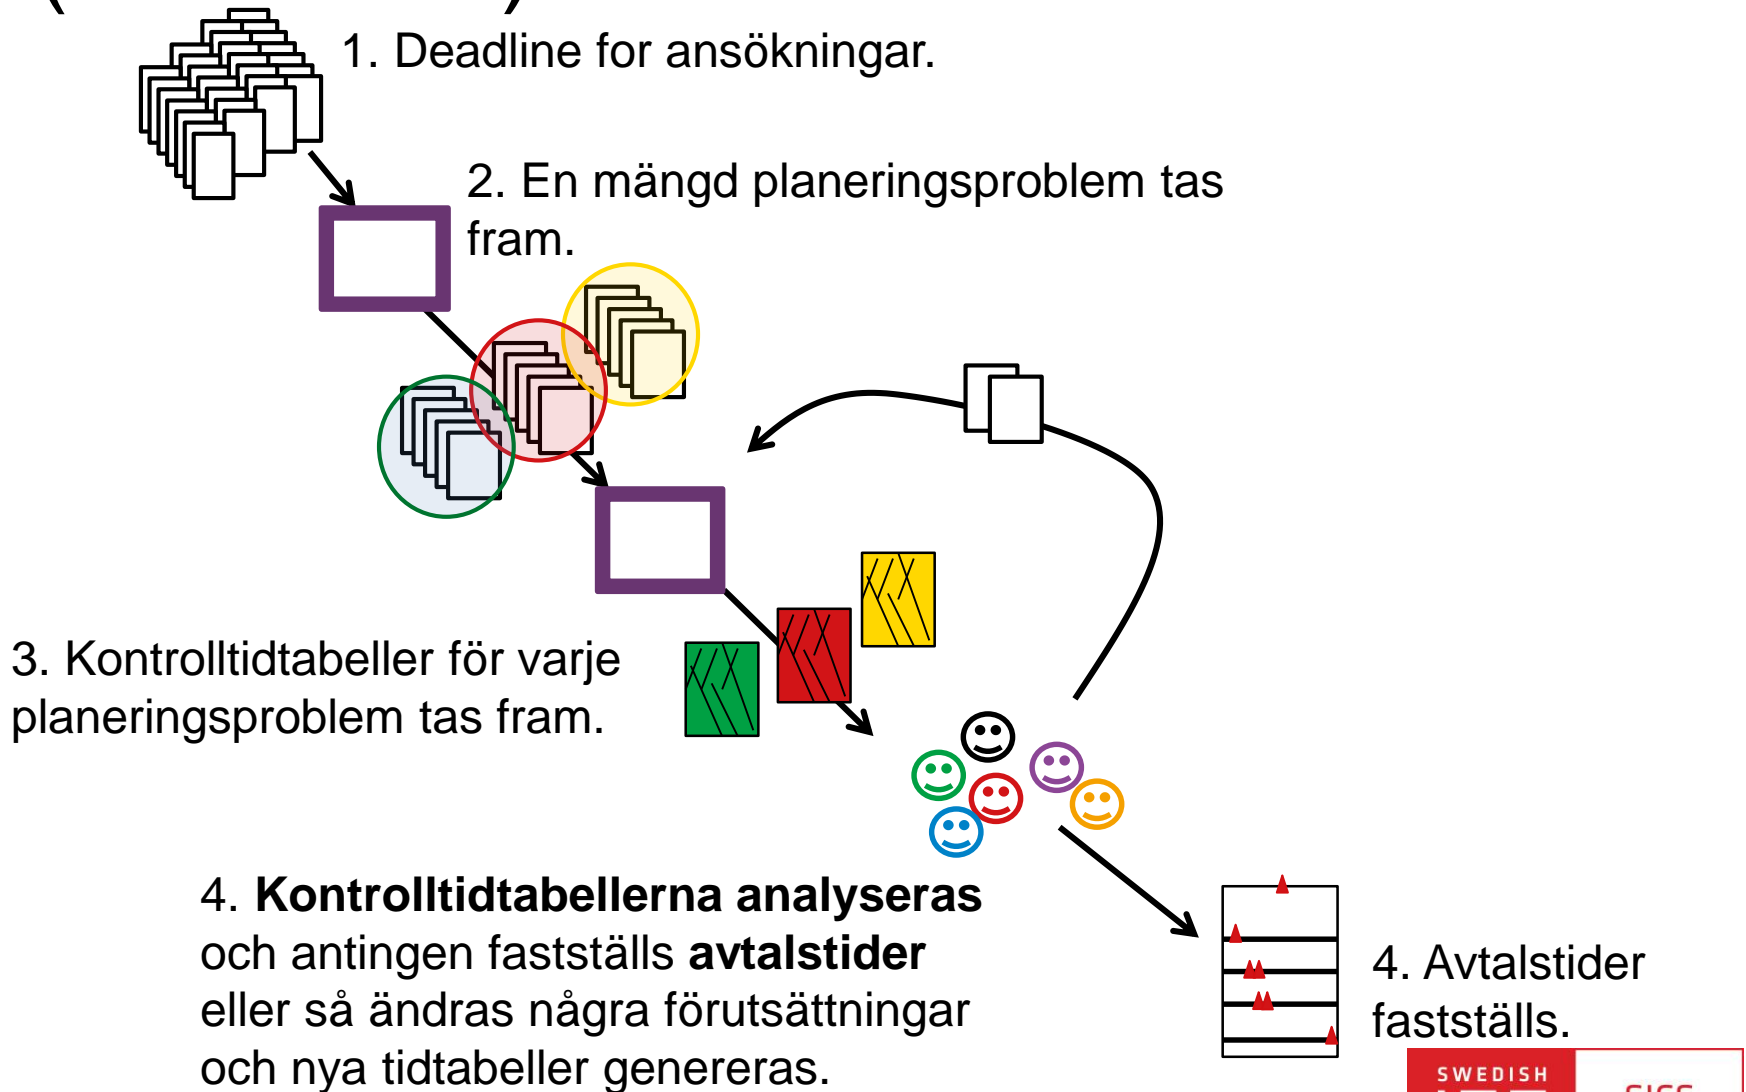 1. Deadline for ansökningar.
2. En mängd planeringsproblem tas
fram.
3. Kontrolltidtabeller för varje
planeringsproblem tas fram.
4. Kontrolltidtabellerna analyseras
och antingen fastställs avtalstider
eller så ändras några förutsättningar
och nya tidtabeller genereras.
4. Avtalstider
fastställs.
SWEDISH